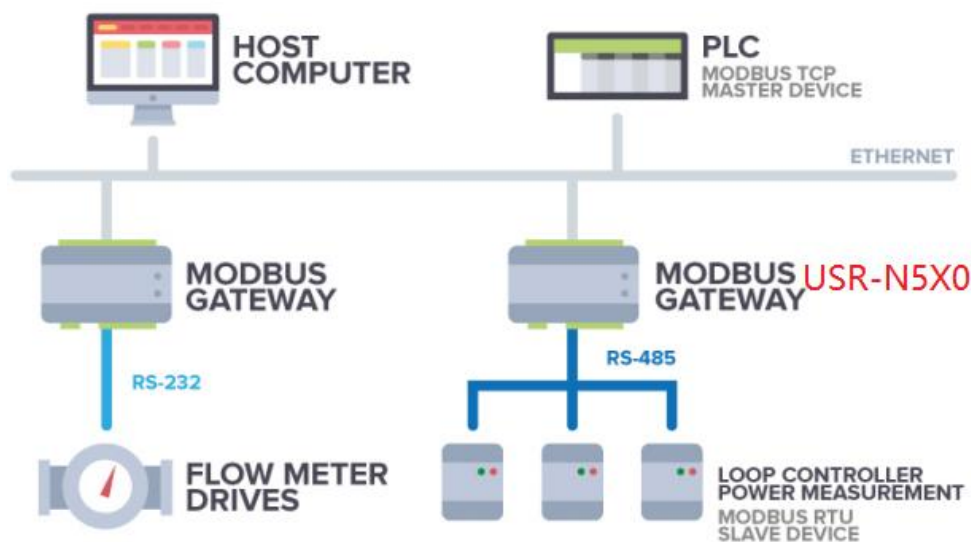 HOST
COMPUTER
PLC
MODBUS TCP
MASTER DEVICE
ETHERNET
MODBUS
GATEWAY
MODBUS
GATEWAY
USR-N5X0
RS-232
RS-485
FLOW METER
DRIVES
LOOP CONTROLLER
POWER MEASUREMENT
MODBUS RTU
SLAVE DEVICE